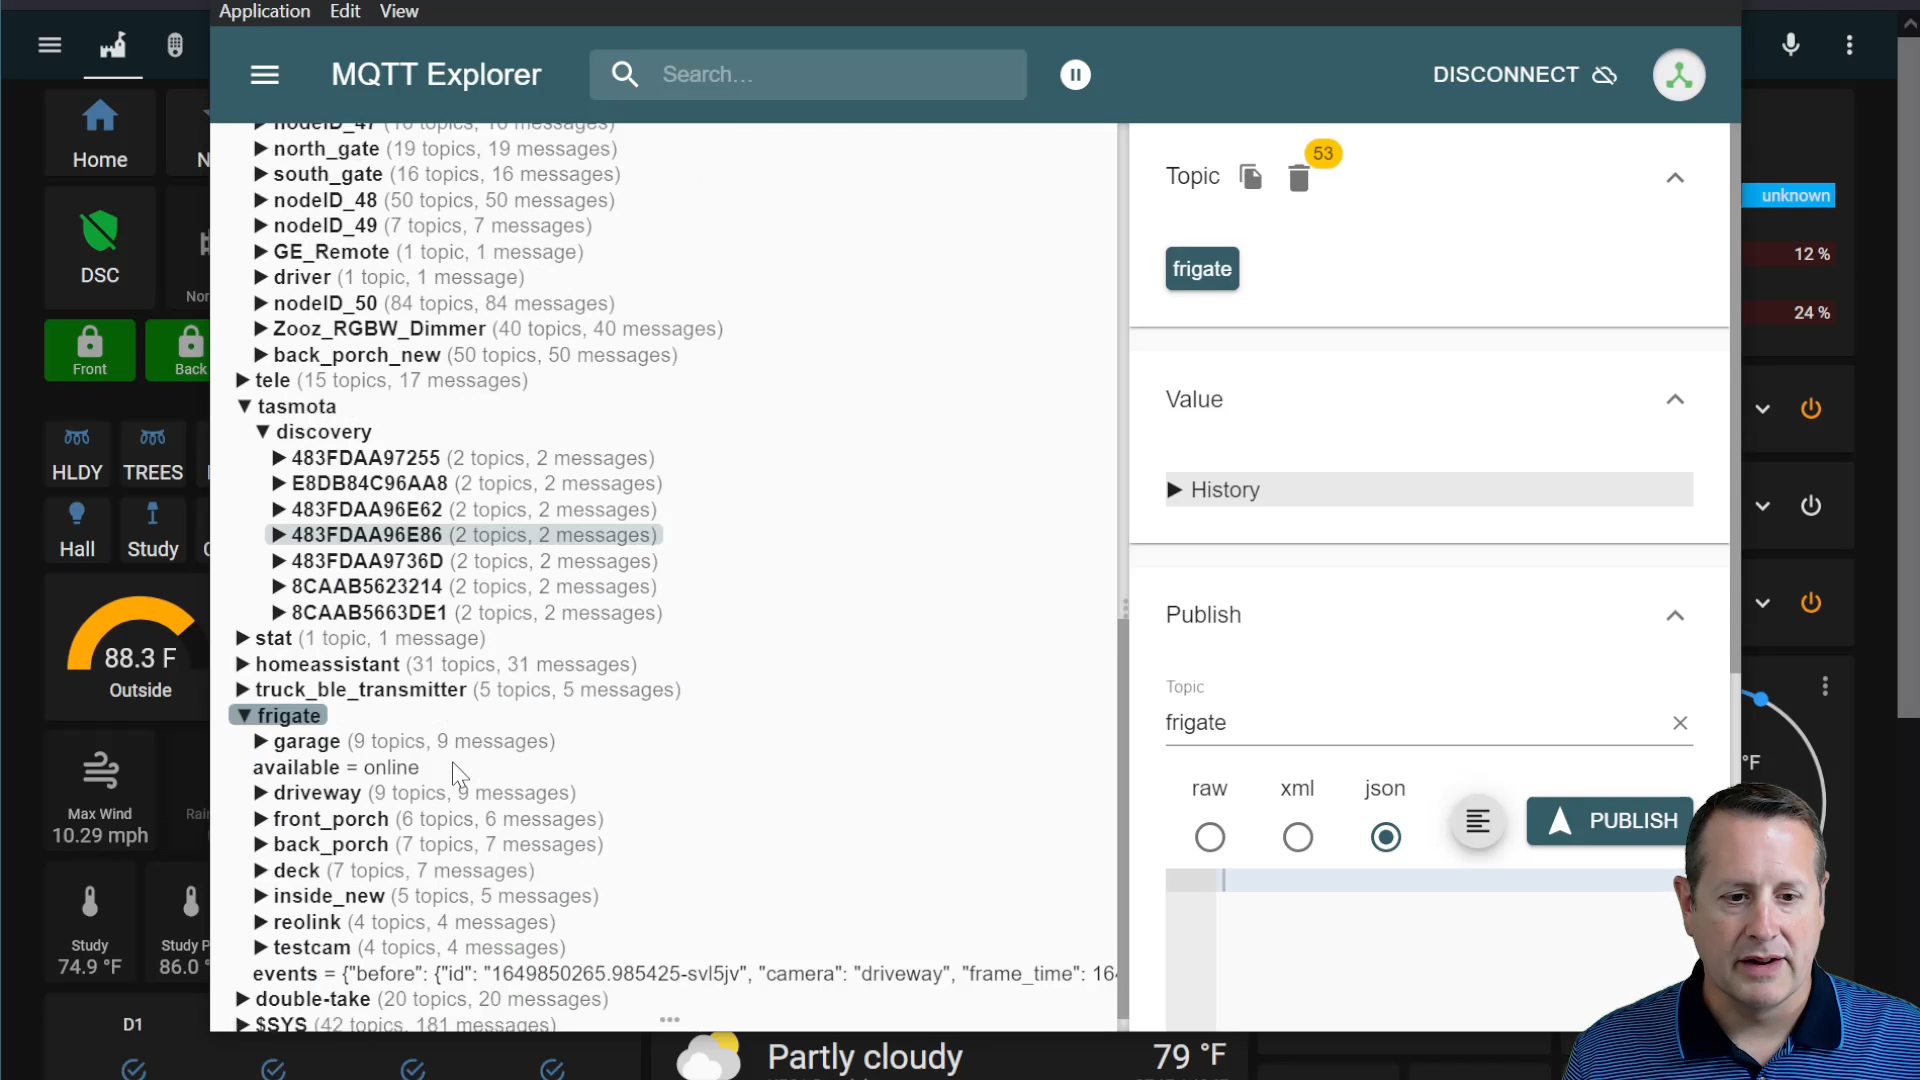 Application Edit View
MQTT Explorer
Search...
DISCONNECT
nodeID_47 (16 topics, 16 messages)
north_gate (19 topics, 19 messages)
south_gate (16 topics, 16 messages)
nodeID_48 (50 topics, 50 messages)
nodeID_49 (7 topics, 7 messages)
GE_Remote (1 topic, 1 message)
driver (1 topic, 1 message)
nodeID_50 (84 topics, 84 messages)
Zooz_RGBW_Dimmer (40 topics, 40 messages)
back_porch_new (50 topics, 50 messages)
tele (15 topics, 17 messages)
tasmota
discovery
483FDAA97255 (2 topics, 2 messages)
E8DB84C96AA8 (2 topics, 2 messages)
483FDAA96E62 (2 topics, 2 messages)
483FDAA96E86 (2 topics, 2 messages)
483FDAA9736D (2 topics, 2 messages)
8CAAB5623214 (2 topics, 2 messages)
8CAAB5663DE1 (2 topics, 2 messages)
stat (1 topic, 1 message)
homeassistant (31 topics, 31 messages)
truck_ble_transmitter (5 topics, 5 messages)
frigate
garage (9 topics, 9 messages)
available = online
driveway (9 topics, 9 messages)
front_porch (6 topics, 6 messages)
back_porch (7 topics, 7 messages)
deck (7 topics, 7 messages)
inside_new (5 topics, 5 messages)
reolink (4 topics, 4 messages)
testcam (4 topics, 4 messages)
events = {"before": {"id": "1649850265.985425-svl5jv", "camera": "driveway", "frame_time": 16
double-take (20 topics, 20 messages)
$SYS (42 topics, 181 messages)
Topic
53
frigate
Value
History
Publish
Topic
frigate
raw xml json
PUBLISH
Home
N
DSC
Nor
Front
Back
HLDY TREES
Hall Study
88.3 F
Outside
Max Wind
10.29 mph
Rai
Study
74.9 °F
Study P
86.0 °
D1
Partly cloudy
79 °F
unknown
12 %
24 %
°F